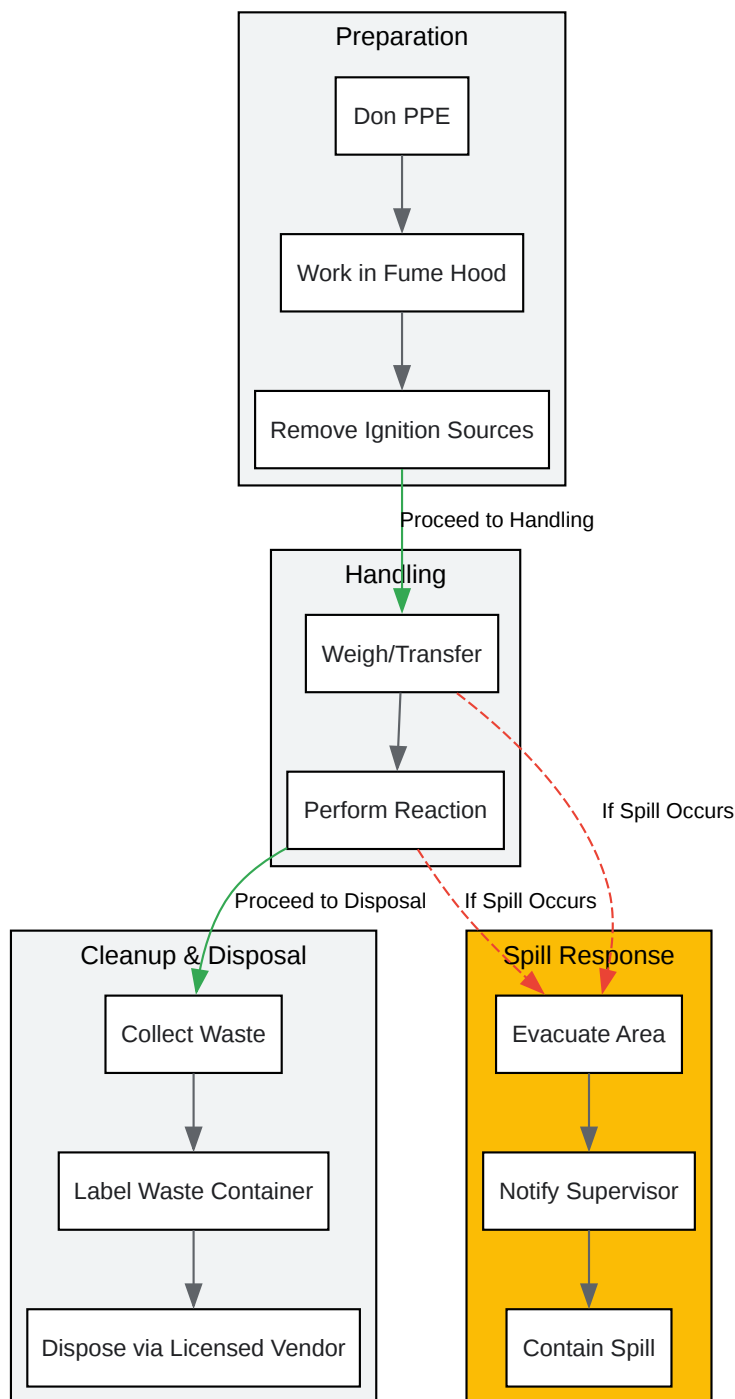 Preparation
Don PPE
Work in Fume Hood
Remove Ignition Sources
Proceed to Handling
Handling
Weigh/Transfer
Perform Reaction
If Spill Occurs
Proceed to Disposal
If Spill Occurs
Cleanup & Disposal
Collect Waste
Label Waste Container
Dispose via Licensed Vendor
Spill Response
Evacuate Area
Notify Supervisor
Contain Spill